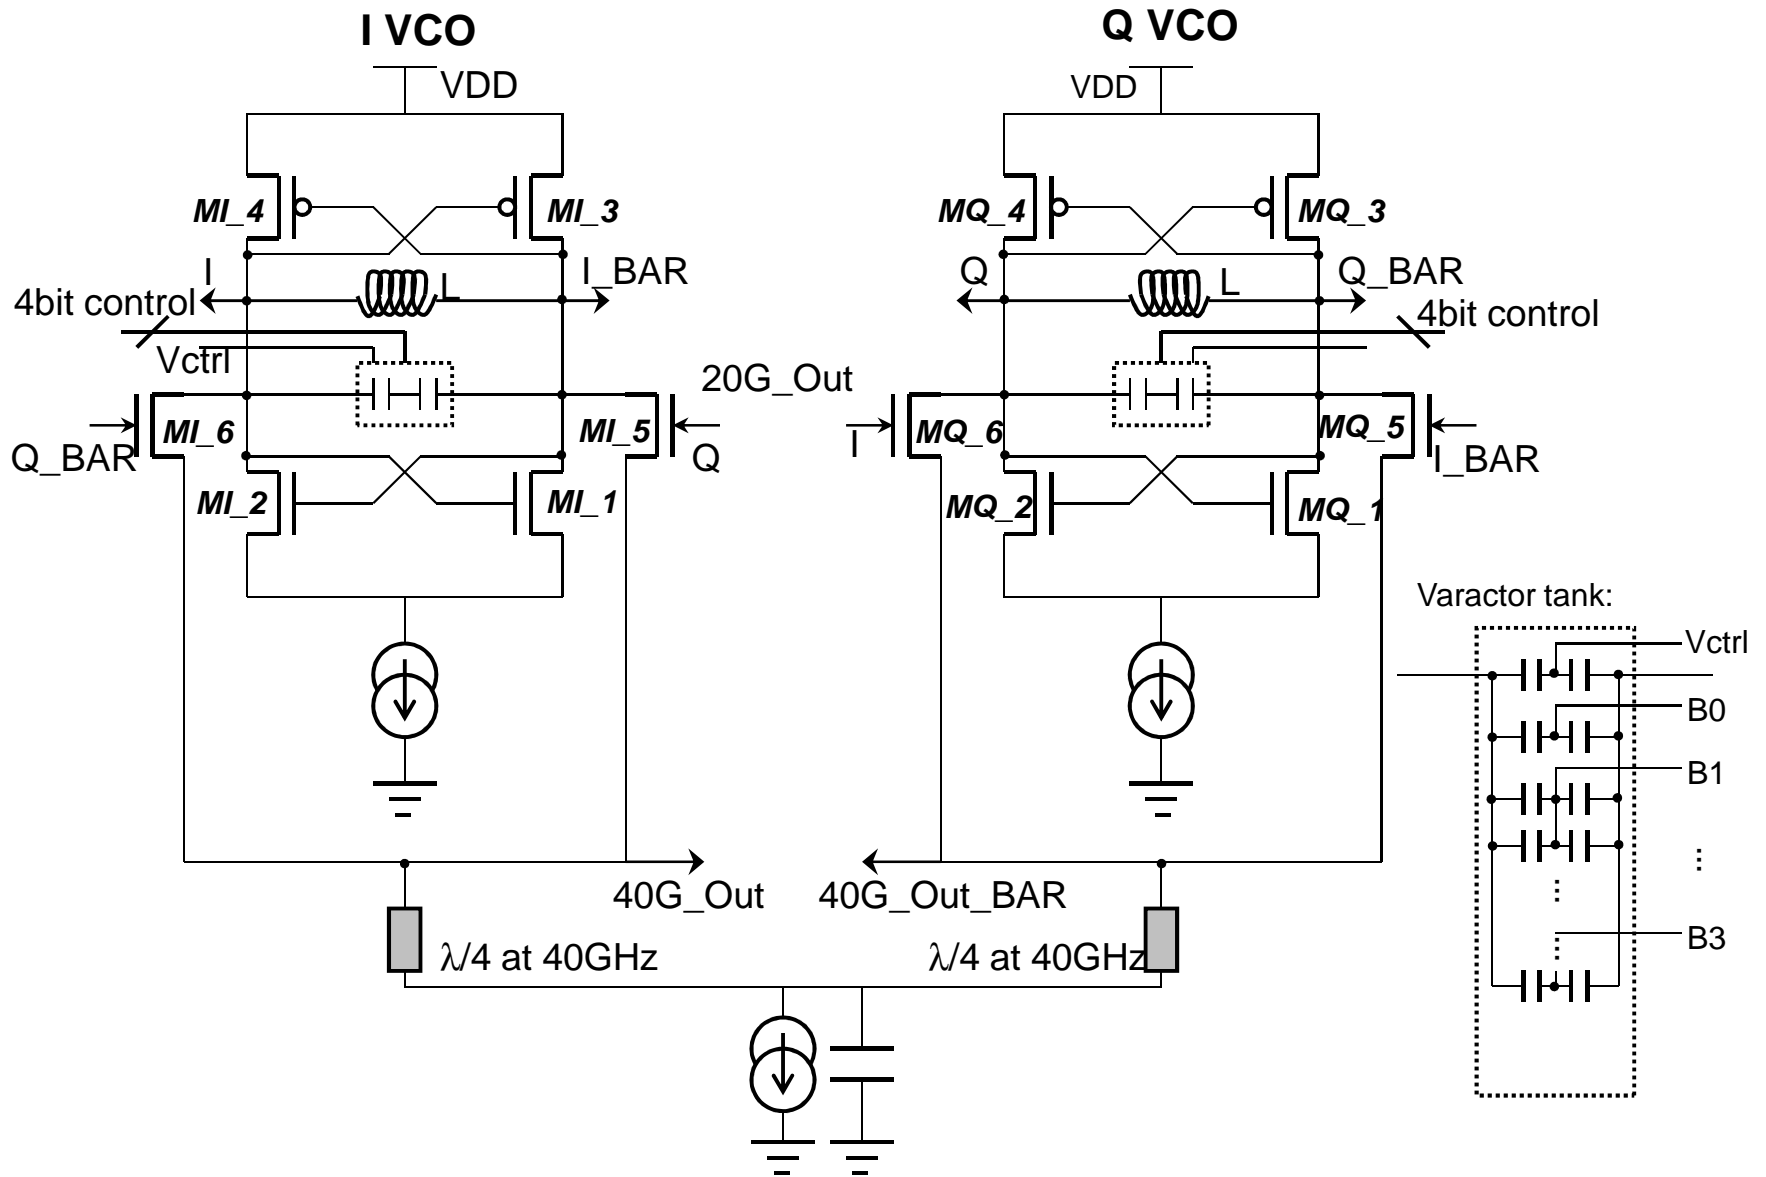 I VCO
Q VCO
VDD
VDD
MI_4
MI_3
MQ_4
MQ_3
I
L
I_BAR
Q
L
Q_BAR
4bit control
4bit control
Vctrl
20G_Out
MI_6
MI_5
MQ_6
MQ_5
Q_BAR
Q
I
I_BAR
MI_2
MI_1
MQ_2
MQ_1
Varactor tank:
Vctrl
B0
B1
⋮
⋮
B3
⋮
40G_Out
40G_Out_BAR
λ/4 at 40GHz
λ/4 at 40GHz